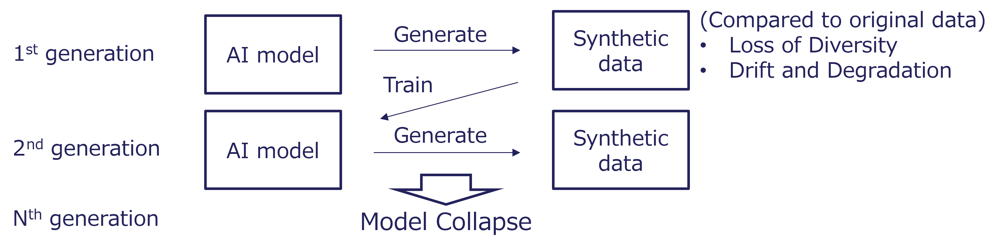 1st generation
AI model
Generate
Synthetic
data
(Compared to original data)
• Loss of Diversity
• Drift and Degradation
Train
2nd generation
AI model
Generate
Synthetic
data
Nth generation
Model Collapse